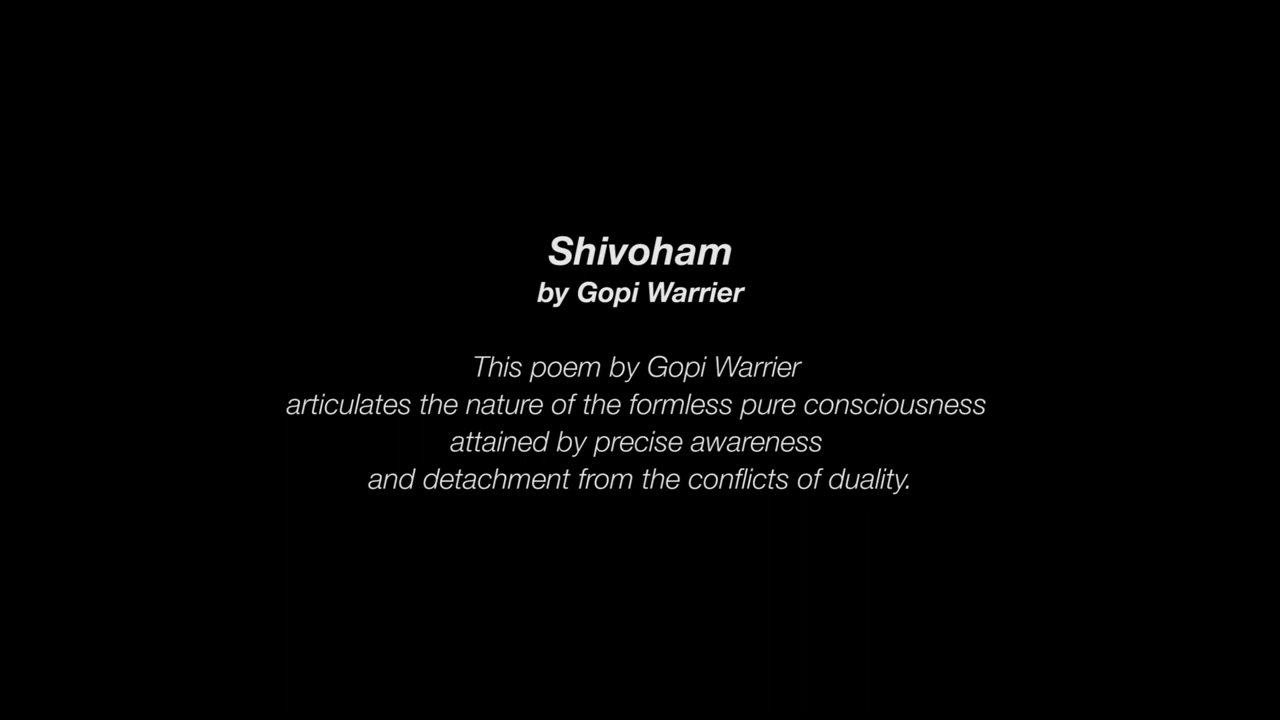 Shivoham
by Gopi Warrier
This poem by Gopi Warrier
articulates the nature of the formless pure consciousness
attained by precise awareness
and detachment from the conflicts of duality.